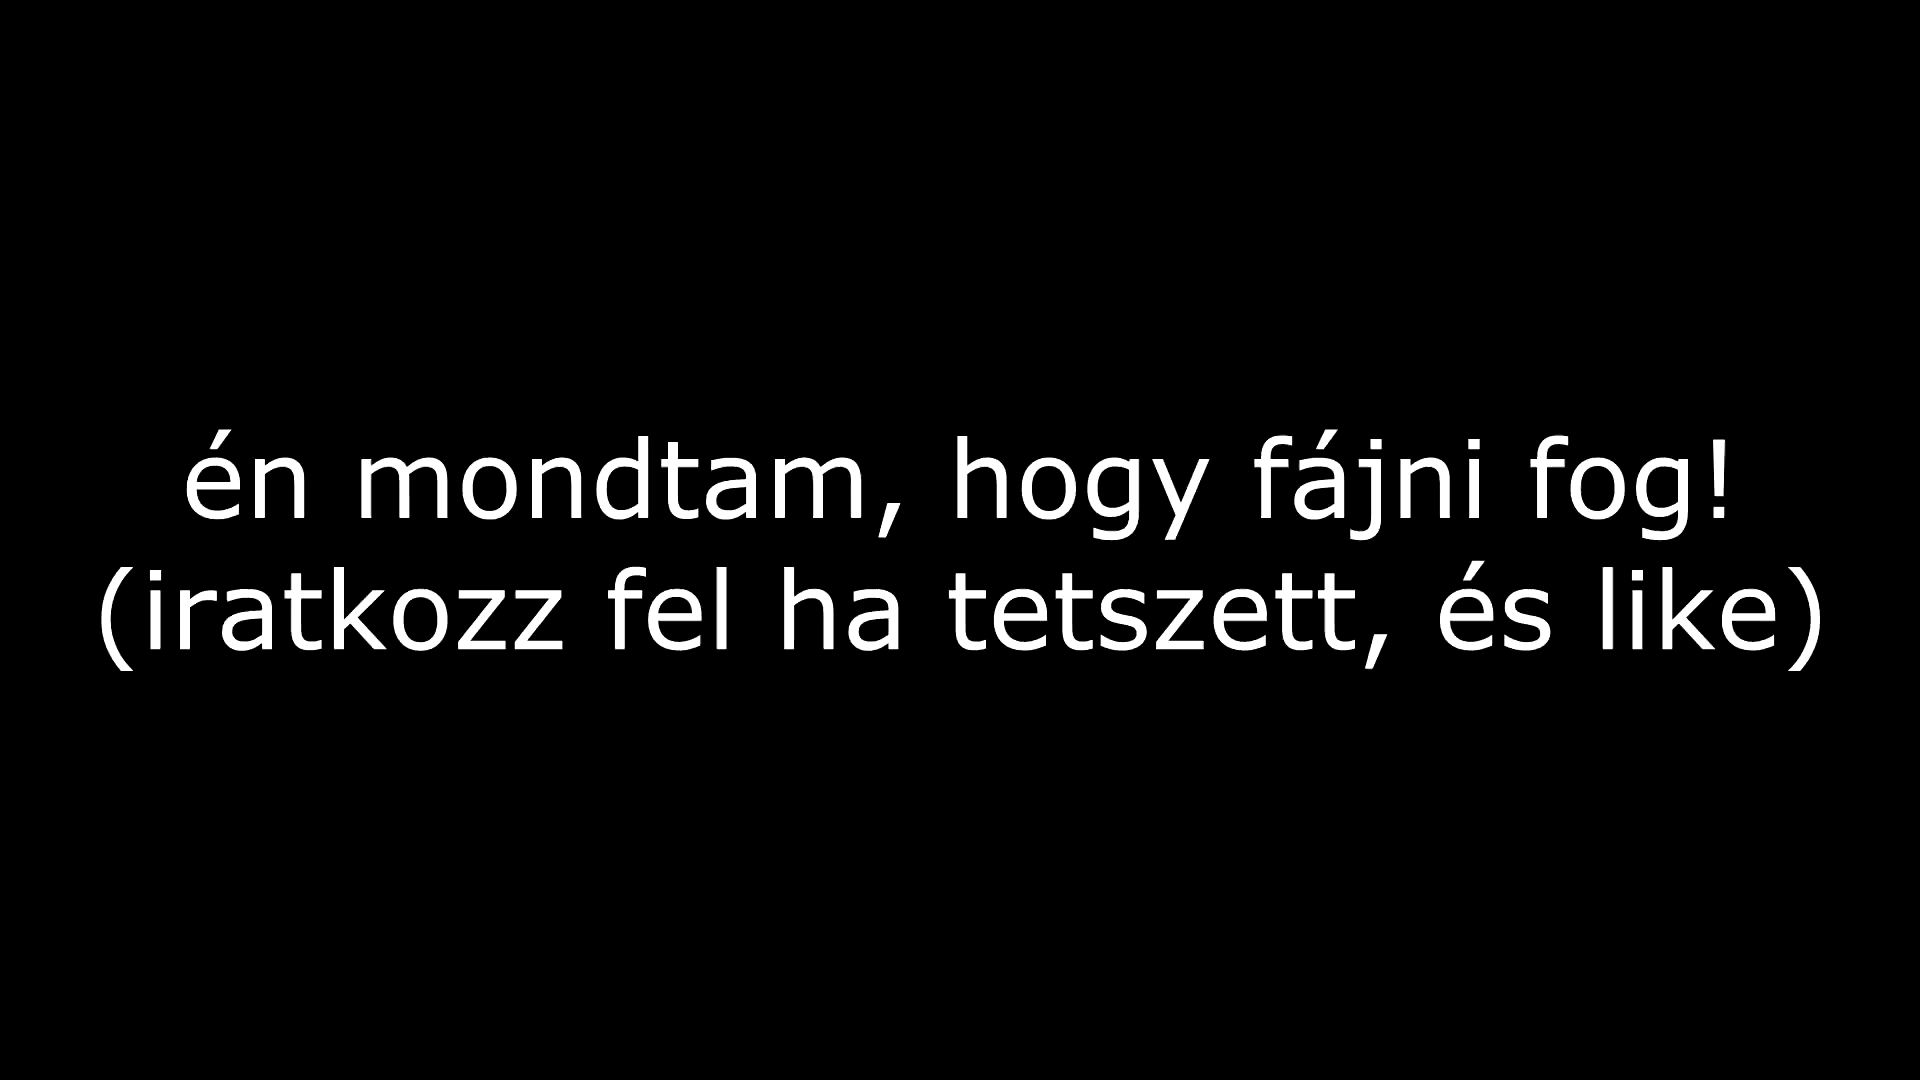 én mondtam, hogy fájni fog!
(iratkozz fel ha tetszett, és like)